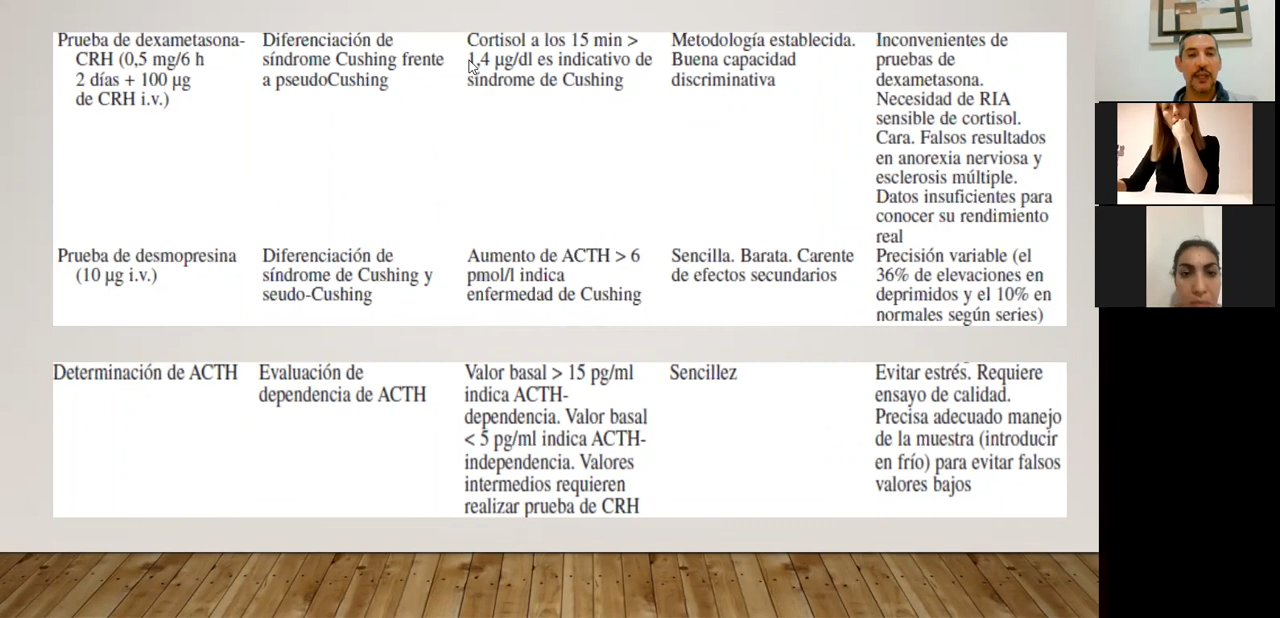 Prueba de dexametasona-
CRH (0,5 mg/6 h
2 días + 100 µg
de CRH i.v.)
Diferenciación de
síndrome Cushing frente
a pseudoCushing
Cortisol a los 15 min >
1,4 µg/dl es indicativo de
síndrome de Cushing
Metodología establecida.
Buena capacidad
discriminativa
Inconvenientes de
pruebas de
dexametasona.
Necesidad de RIA
sensible de cortisol.
Cara. Falsos resultados
en anorexia nerviosa y
esclerosis múltiple.
Datos insuficientes para
conocer su rendimiento
real
Prueba de desmopresina
(10 µg i.v.)
Diferenciación de
síndrome de Cushing y
seudo-Cushing
Aumento de ACTH > 6
pmol/l indica
enfermedad de Cushing
Sencilla. Barata. Carente
de efectos secundarios
Precisión variable (el
36% de elevaciones en
deprimidos y el 10% en
normales según series)
Determinación de ACTH
Evaluación de
dependencia de ACTH
Valor basal > 15 pg/ml
indica ACTH-
dependencia. Valor basal
< 5 pg/ml indica ACTH-
independencia. Valores
intermedios requieren
realizar prueba de CRH
Sencillez
Evitar estrés. Requiere
ensayo de calidad.
Precisa adecuado manejo
de la muestra (introducir
en frío) para evitar falsos
valores bajos